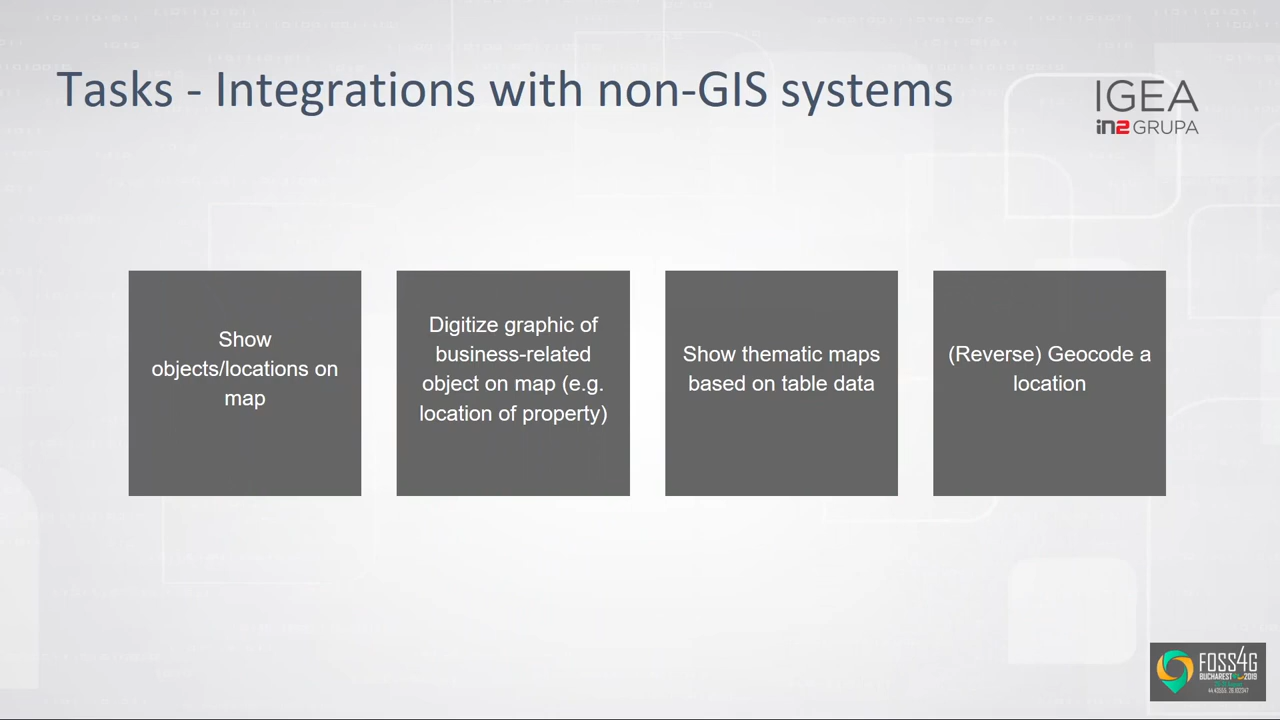 Tasks - Integrations with non-GIS systems
IGEA
in2 GRUPA
Show
objects/locations on
map
Digitize graphic of
business-related
object on map (e.g.
location of property)
Show thematic maps
based on table data
(Reverse) Geocode a
location
FOSS4G
BUCHAREST 2019